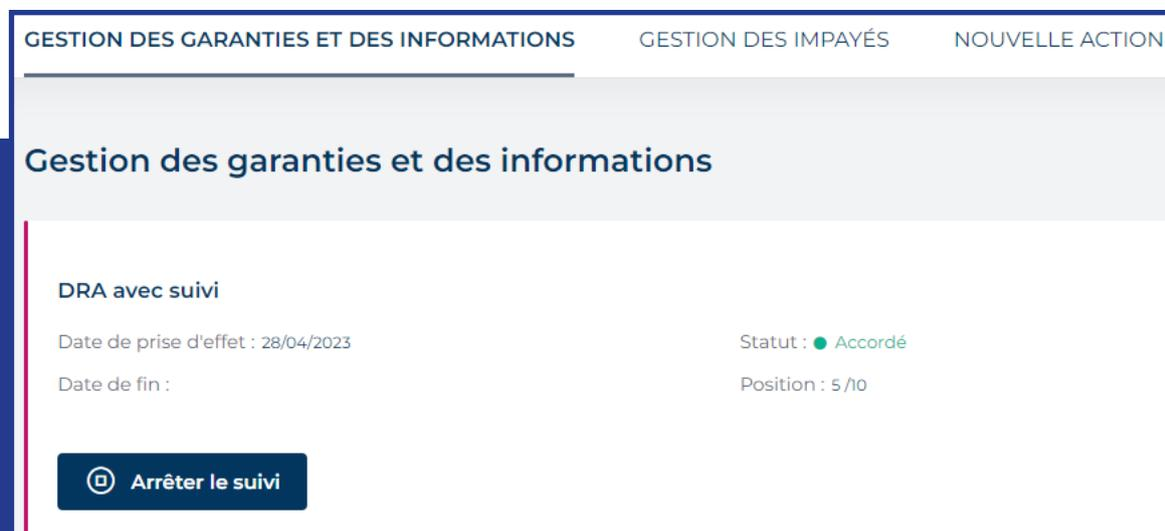 GESTION DES GARANTIES ET DES INFORMATIONS GESTION DES IMPAYÉS NOUVELLE ACTION
Gestion des garanties et des informations
DRA avec suivi
Date de prise d'effet : 28/04/2023 Statut : Accordé
Date de fin : Position : 5 /10
Arrêter le suivi